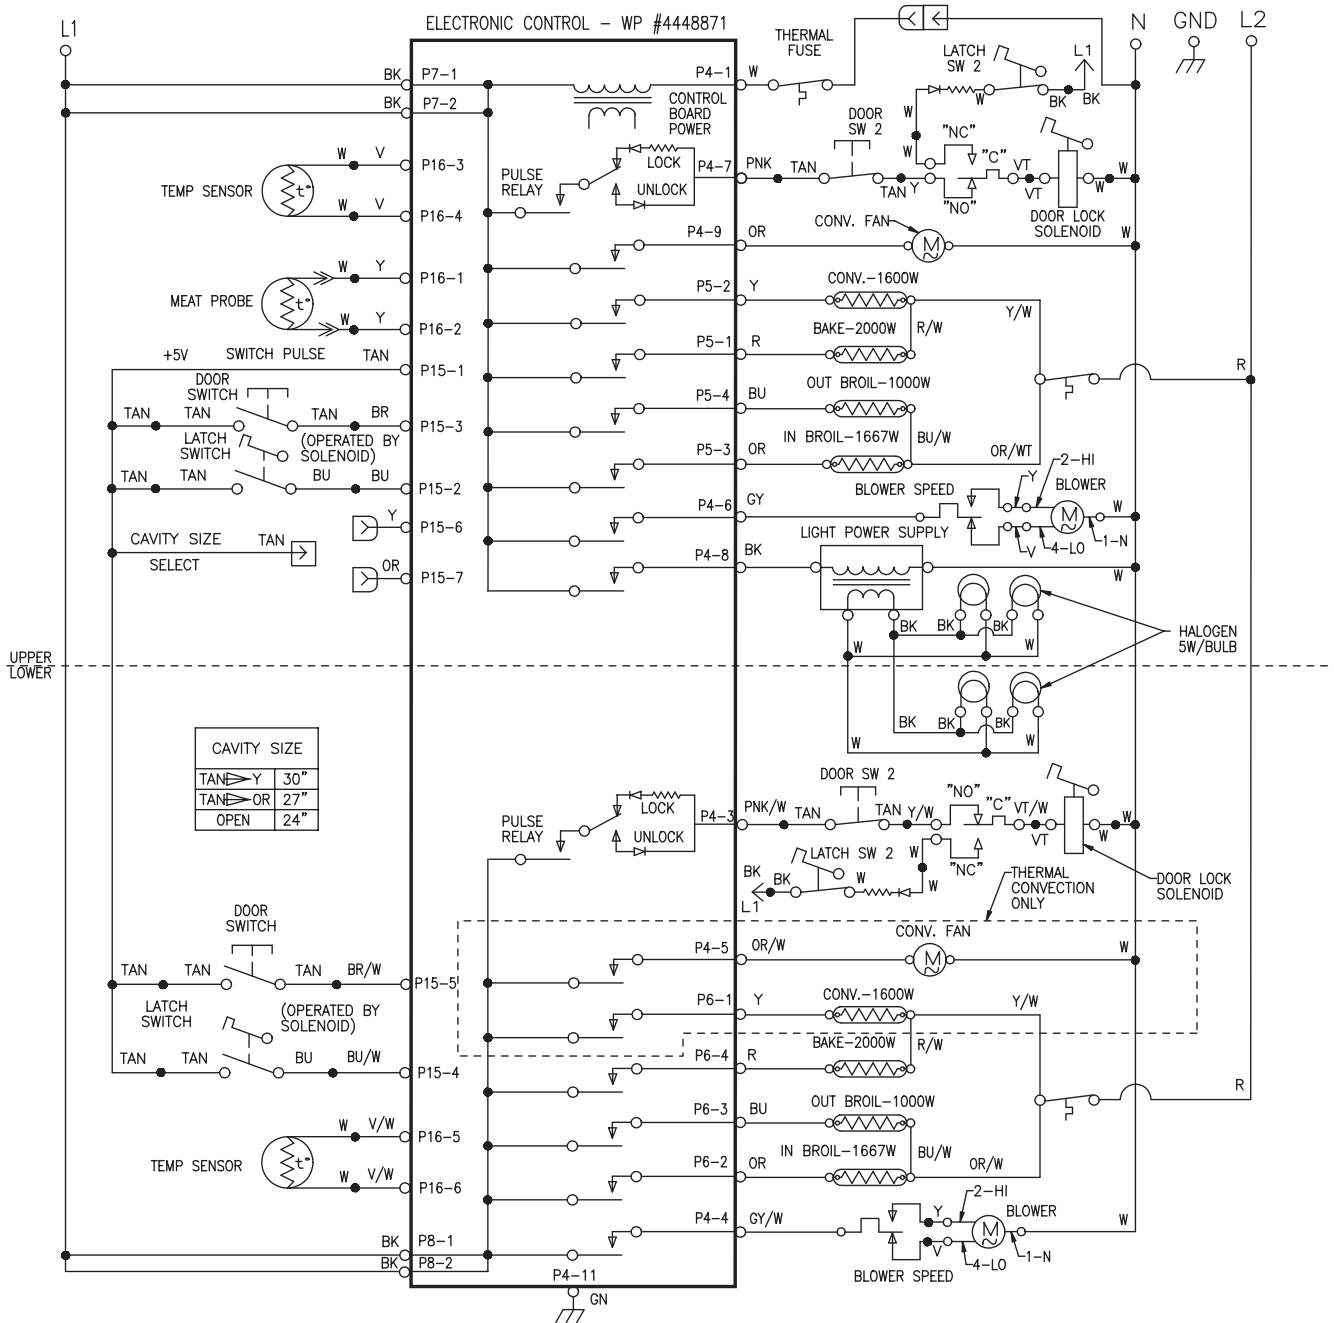 ELECTRONIC CONTROL - WP #4448871
L1
N
GND
L2
THERMAL
FUSE
LATCH
SW 2
L1
BK P7-1
BK P7-2
P4-1 W
CONTROL
BOARD
POWER
W
BK
BK
W
DOOR
SW 2
"NC"
W
"C"
W V P16-3
TEMP SENSOR
t°
W V P16-4
PULSE
RELAY
LOCK
UNLOCK
P4-7 PNK TAN
TAN Y
VT
VT
W
W
"NO"
DOOR LOCK
SOLENOID
P4-9 OR
CONV. FAN
M
W
W Y P16-1
MEAT PROBE
t°
W Y P16-2
P5-2 Y
CONV.-1600W
Y/W
BAKE-2000W
R/W
P5-1 R
+5V SWITCH PULSE TAN
P15-1
R
DOOR
SWITCH
OUT BROIL-1000W
P5-4 BU
TAN TAN TAN BR
P15-3
LATCH
SWITCH
(OPERATED BY
SOLENOID)
IN BROIL-1667W
BU/W
P5-3 OR
OR/WT
TAN TAN BU BU
P15-2
2-HI
BLOWER SPEED
Y
BLOWER
P4-6 GY
M
W
V
4-LO
1-N
Y
P15-6
LIGHT POWER SUPPLY
CAVITY SIZE
SELECT
TAN
P4-8 BK
W
OR
P15-7
BK
BK
BK
W
W
HALOGEN
5W/BULB
UPPER
LOWER
BK
BK
BK
W
W
CAVITY SIZE
TAN Y 30"
TAN OR 27"
OPEN 24"
DOOR SW 2
PULSE
RELAY
LOCK
UNLOCK
P4-3 PNK/W TAN
TAN Y/W
"NO"
"C"
VT/W
VT
W
W
"NC"
LATCH SW 2
BK
BK
W
W
W
L1
THERMAL
CONVECTION
ONLY
DOOR LOCK
SOLENOID
DOOR
SWITCH
P4-5 OR/W
CONV. FAN
M
W
TAN TAN TAN BR/W
P15-5
LATCH
SWITCH
(OPERATED BY
SOLENOID)
P6-1 Y
CONV.-1600W
Y/W
BAKE-2000W
R/W
P6-4 R
TAN TAN BU BU/W
P15-4
R
OUT BROIL-1000W
P6-3 BU
W V/W P16-5
TEMP SENSOR
t°
W V/W P16-6
IN BROIL-1667W
BU/W
P6-2 OR
OR/W
2-HI
Y
BLOWER
P4-4 GY/W
M
W
V
4-LO
1-N
BLOWER SPEED
BK P8-1
BK P8-2
P4-11
GN